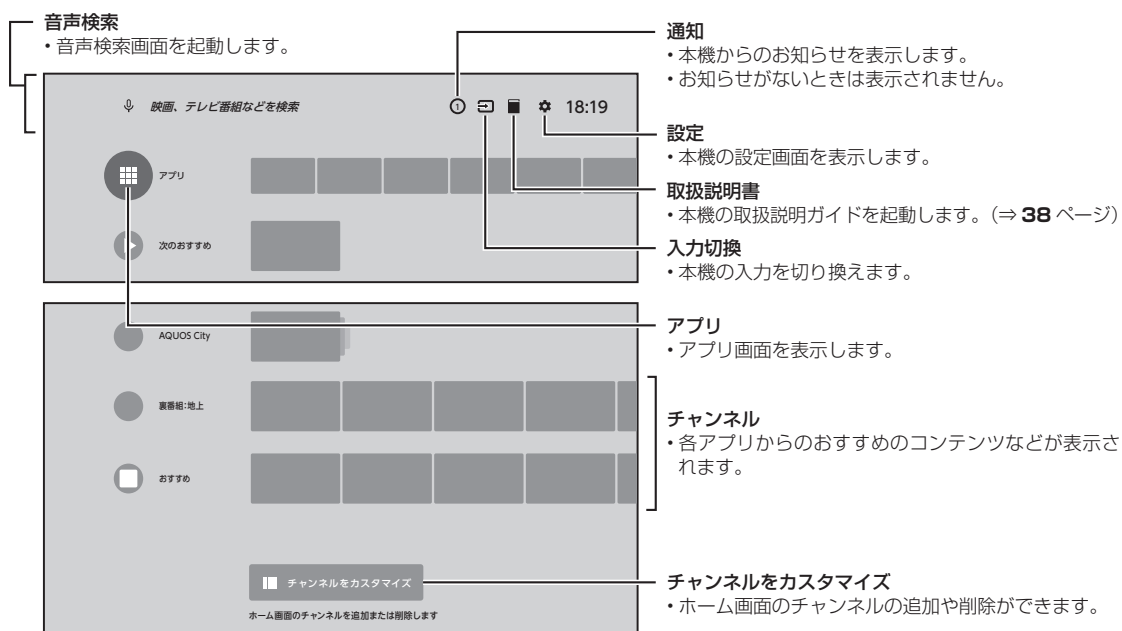 音声検索
・音声検索画面を起動します。
通知
・本機からのお知らせを表示します。
・お知らせがないときは表示されません。
映画、テレビ番組などを検索
1
18:19
設定
・本機の設定画面を表示します。
アプリ
取扱説明書
・本機の取扱説明ガイドを起動します。（⇒ 38 ページ）
次のおすすめ
入力切換
・本機の入力を切り換えます。
AQUOS City
アプリ
・アプリ画面を表示します。
裏番組:地上
チャンネル
・各アプリからのおすすめのコンテンツなどが表示さ
れます。
おすすめ
チャンネルをカスタマイズ
ホーム画面のチャンネルを追加または削除します
チャンネルをカスタマイズ
・ホーム画面のチャンネルの追加や削除ができます。